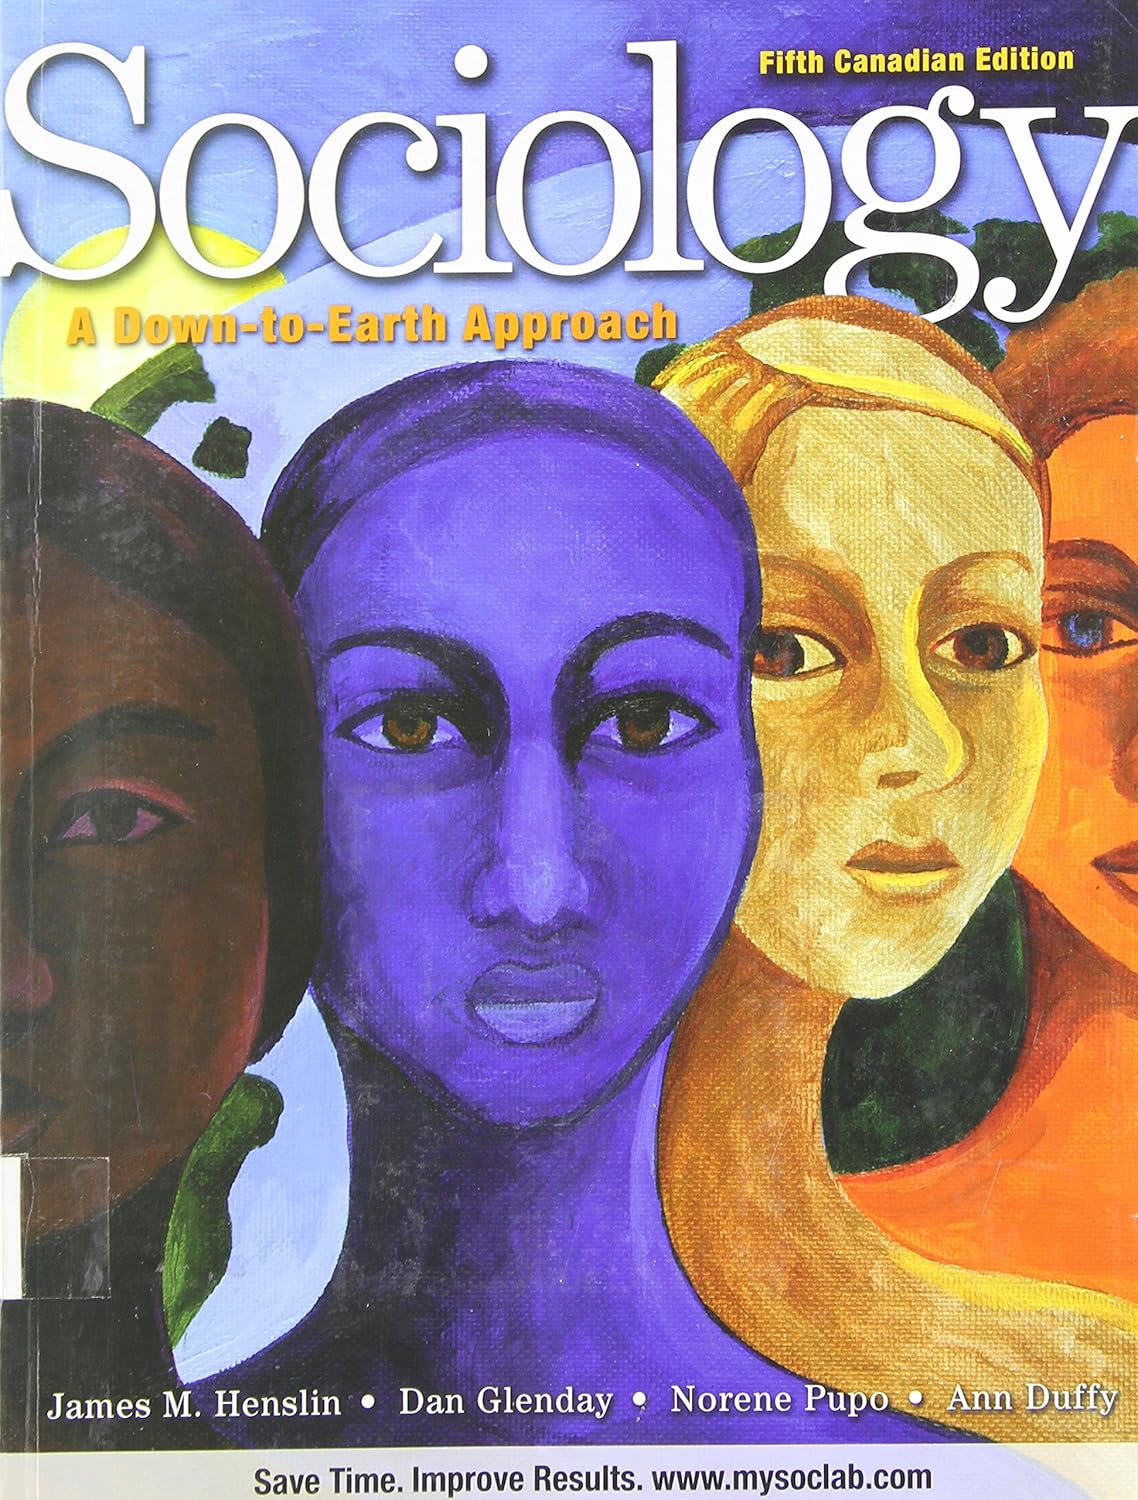 Fifth Canadian Edition
Sociology
A Down-to-Earth Approach
James M. Henslin • Dan Glenday • Norene Pupo • Ann Duffy
Save Time. Improve Results. www.mysoclab.com